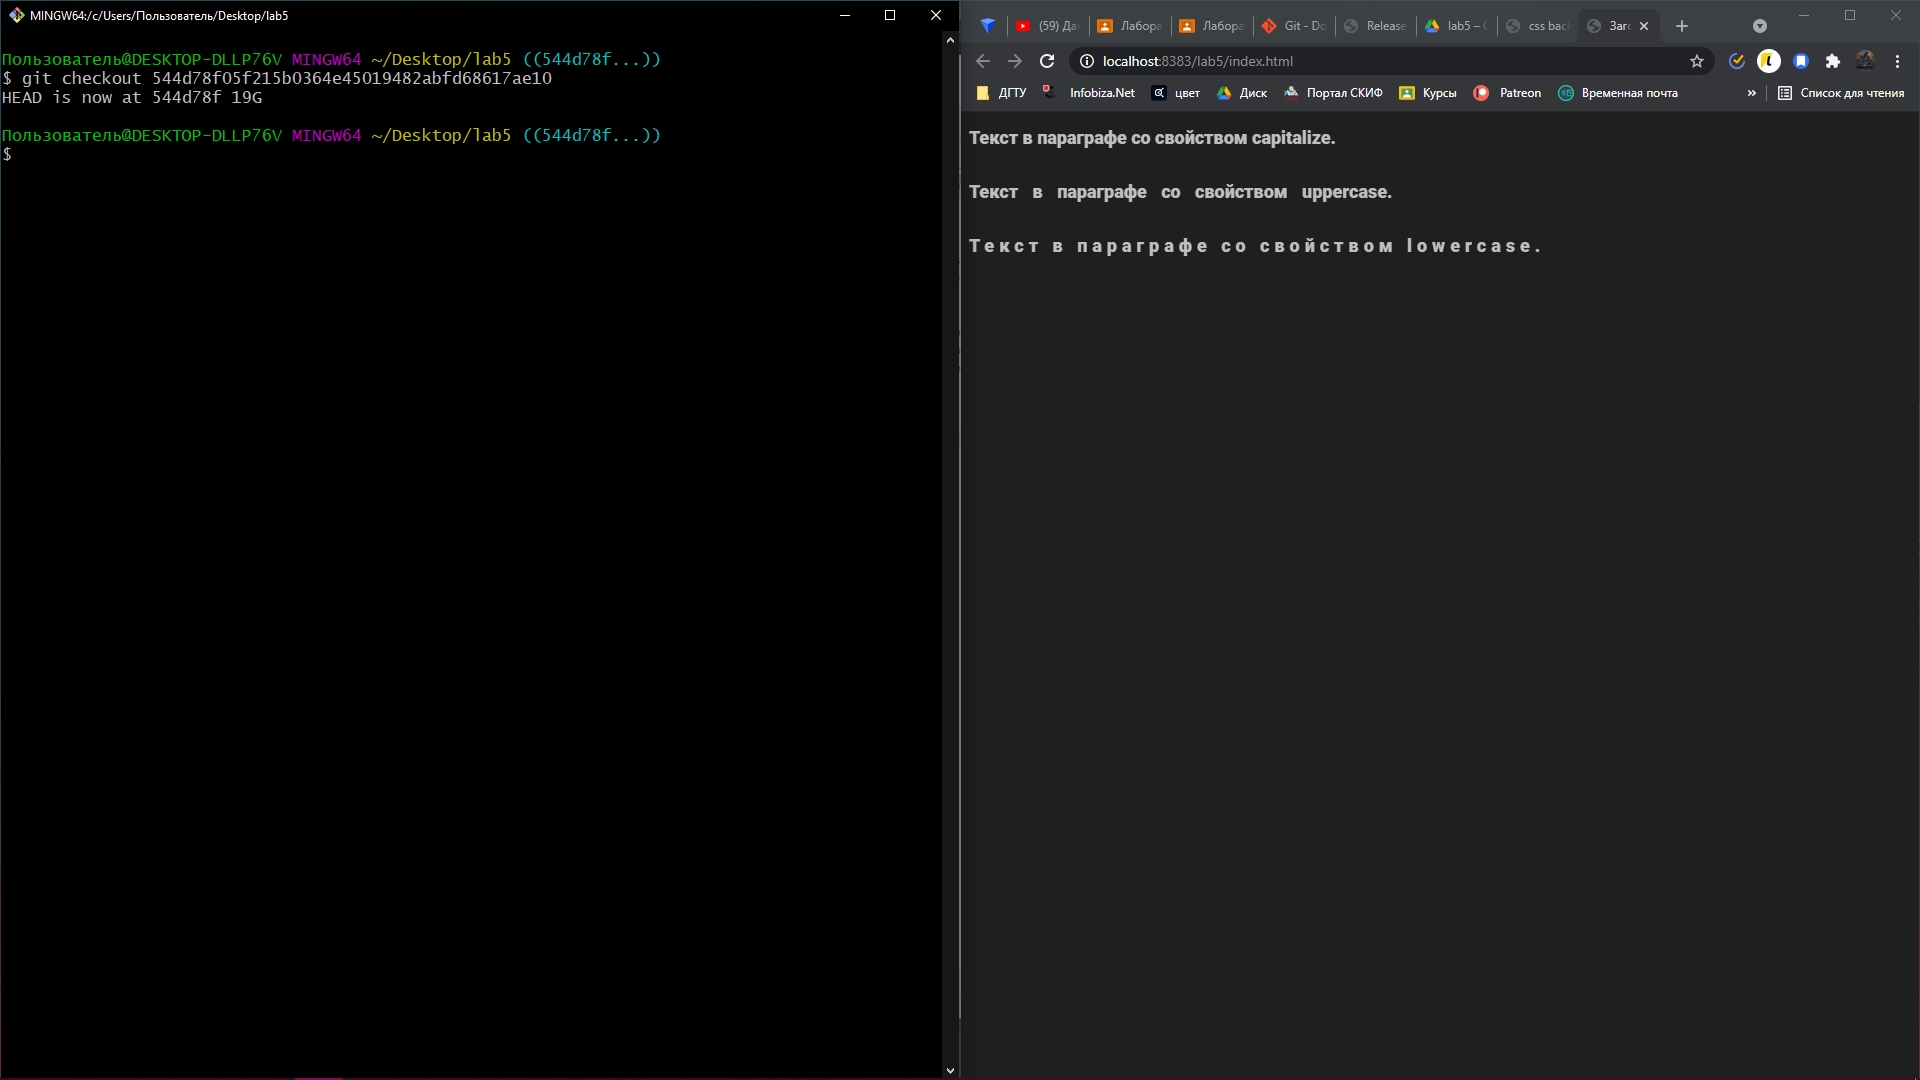 MINGW64:/c/Users/Пользователь/Desktop/lab5
Пользователь@DESKTOP-DLLP76V MINGW64 ~/Desktop/lab5 ((544d78f...))
$ git checkout 544d78f05f215b0364e45019482abfd68617ae10
HEAD is now at 544d78f 19G
Пользователь@DESKTOP-DLLP76V MINGW64 ~/Desktop/lab5 ((544d78f...))
$
(59) Да Лабора Лабора Git - Do Release lab5 – css bac Заго
localhost:8383/lab5/index.html
ДГТУ Infobiza.Net цвет Диск Портал СКИФ Курсы Patreon Временная почта » Список для чтения
Текст в параграфе со свойством capitalize.
Текст в параграфе со свойством uppercase.
Текст в параграфе со свойством lowercase.